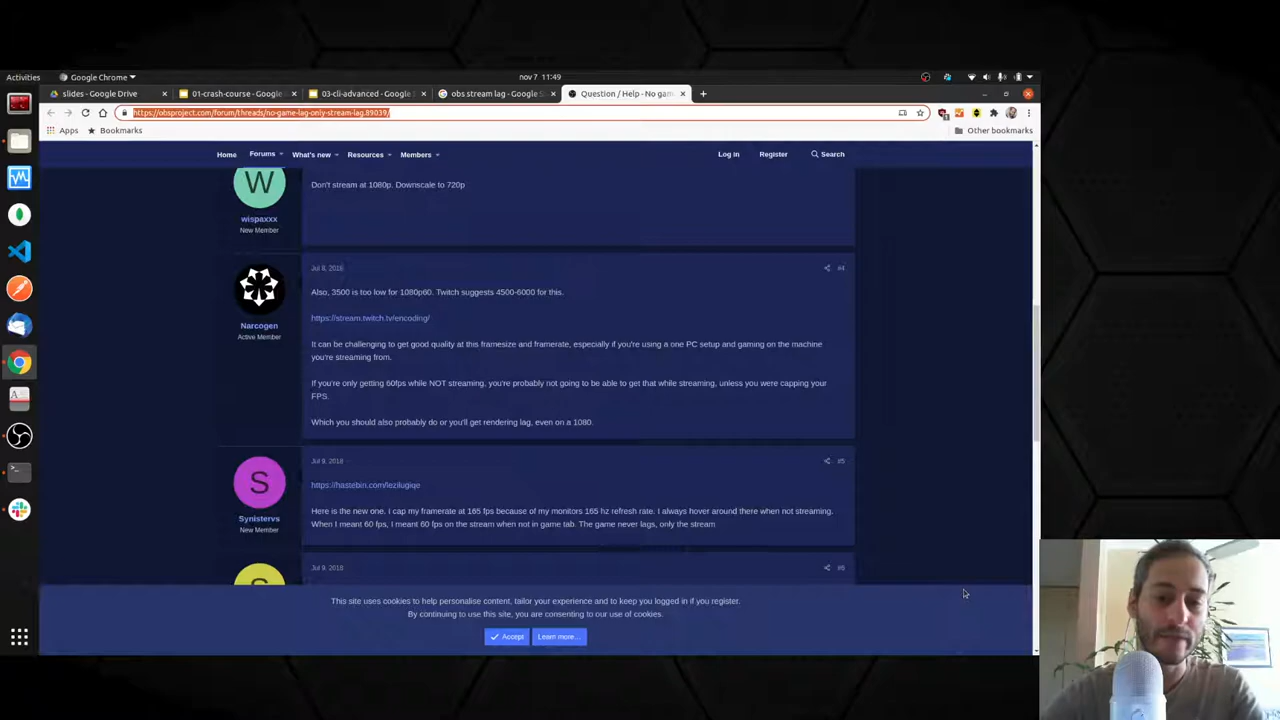 Activities
Google Chrome
nov 7 11:49
slides - Google Drive
01-crash-course - Google
03-cli-advanced - Google
obs stream lag - Google S
Question / Help - No gam
https://obsproject.com/forum/threads/no-game-lag-only-stream-lag.89039/
Apps
Bookmarks
Other bookmarks
Home
Forums
What's new
Resources
Members
Log in
Register
Search
W
wispaxxx
New Member
Don't stream at 1080p. Downscale to 720p
Narcogen
Active Member
Jul 8, 2018
#4
Also, 3500 is too low for 1080p60. Twitch suggests 4500-6000 for this.
https://stream.twitch.tv/encoding/
It can be challenging to get good quality at this framesize and framerate, especially if you're using a one PC setup and gaming on the machine
you're streaming from.
If you're only getting 60fps while NOT streaming, you're probably not going to be able to get that while streaming, unless you were capping your
FPS.
Which you should also probably do or you'll get rendering lag, even on a 1080.
S
Synistervs
New Member
Jul 9, 2018
#5
https://hastebin.com/lezilugiqe
Here is the new one. i cap my framerate at 165 fps because of my monitors 165 hz refresh rate. I always hover around there when not streaming.
When I meant 60 fps, I meant 60 fps on the stream when not in game tab. The game never lags, only the stream
Jul 9, 2018
#6
This site uses cookies to help personalise content, tailor your experience and to keep you logged in if you register.
By continuing to use this site, you are consenting to our use of cookies.
Accept
Learn more…